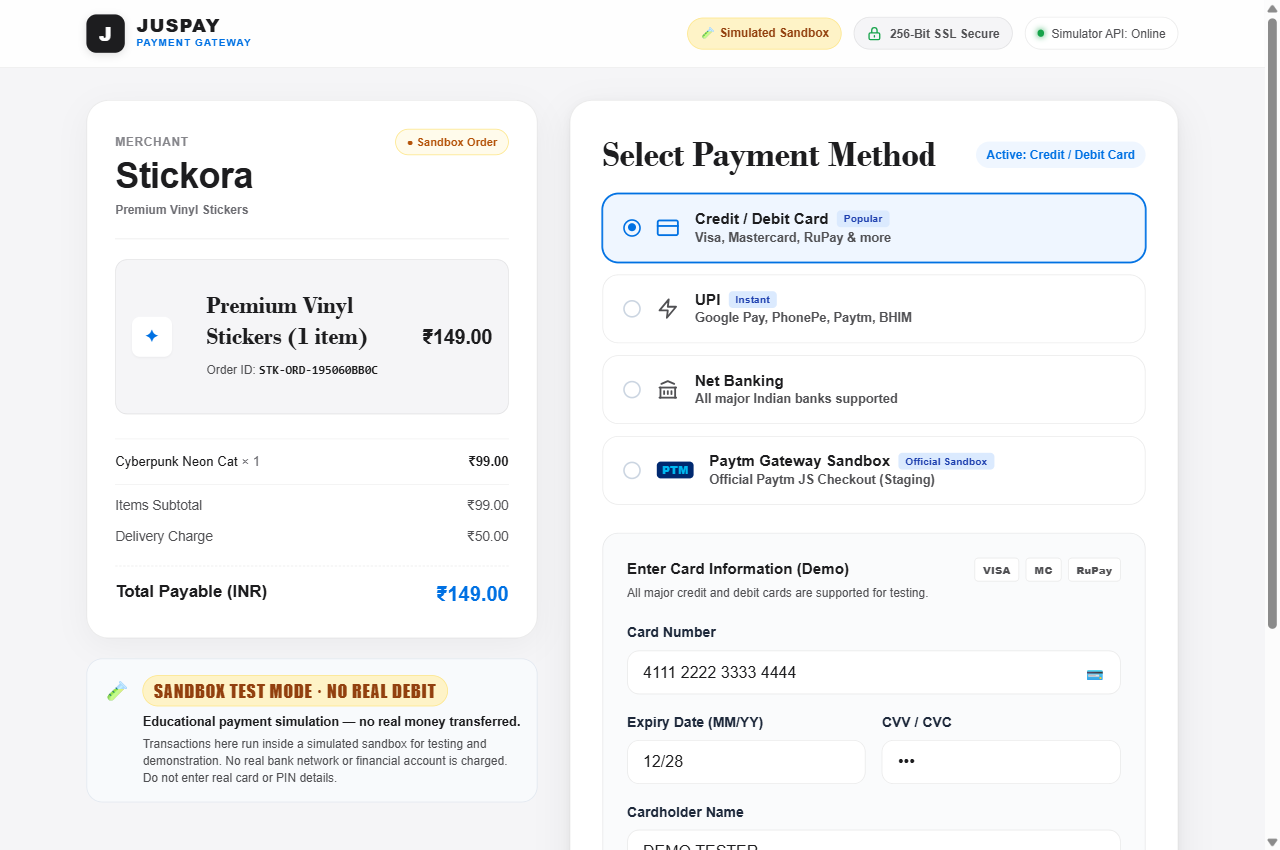 J
JUSPAY
PAYMENT GATEWAY
Simulated Sandbox
256-Bit SSL Secure
Simulator API: Online
MERCHANT
Sandbox Order
Stickora
Premium Vinyl Stickers
Premium Vinyl
Stickers (1 item)
₹149.00
Order ID: STK-ORD-195060BB0C
Cyberpunk Neon Cat × 1 ₹99.00
Items Subtotal ₹99.00
Delivery Charge ₹50.00
Total Payable (INR) ₹149.00
SANDBOX TEST MODE · NO REAL DEBIT
Educational payment simulation — no real money transferred.
Transactions here run inside a simulated sandbox for testing and
demonstration. No real bank network or financial account is charged.
Do not enter real card or PIN details.
Select Payment Method
Active: Credit / Debit Card
Credit / Debit Card Popular
Visa, Mastercard, RuPay & more
UPI Instant
Google Pay, PhonePe, Paytm, BHIM
Net Banking
All major Indian banks supported
PTM
Paytm Gateway Sandbox Official Sandbox
Official Paytm JS Checkout (Staging)
Enter Card Information (Demo)
VISA MC RuPay
All major credit and debit cards are supported for testing.
Card Number
4111 2222 3333 4444
Expiry Date (MM/YY) CVV / CVC
12/28 •••
Cardholder Name
DEMO TESTER